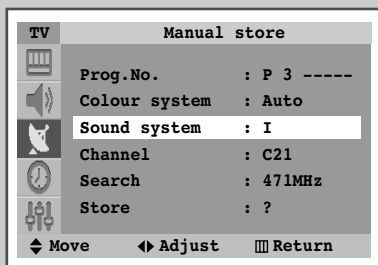 TV Manual store
Prog.No. : P 3 -----
Colour system : Auto
Sound system : I
Channel : C21
Search : 471MHz
Store : ?
Move Adjust Return